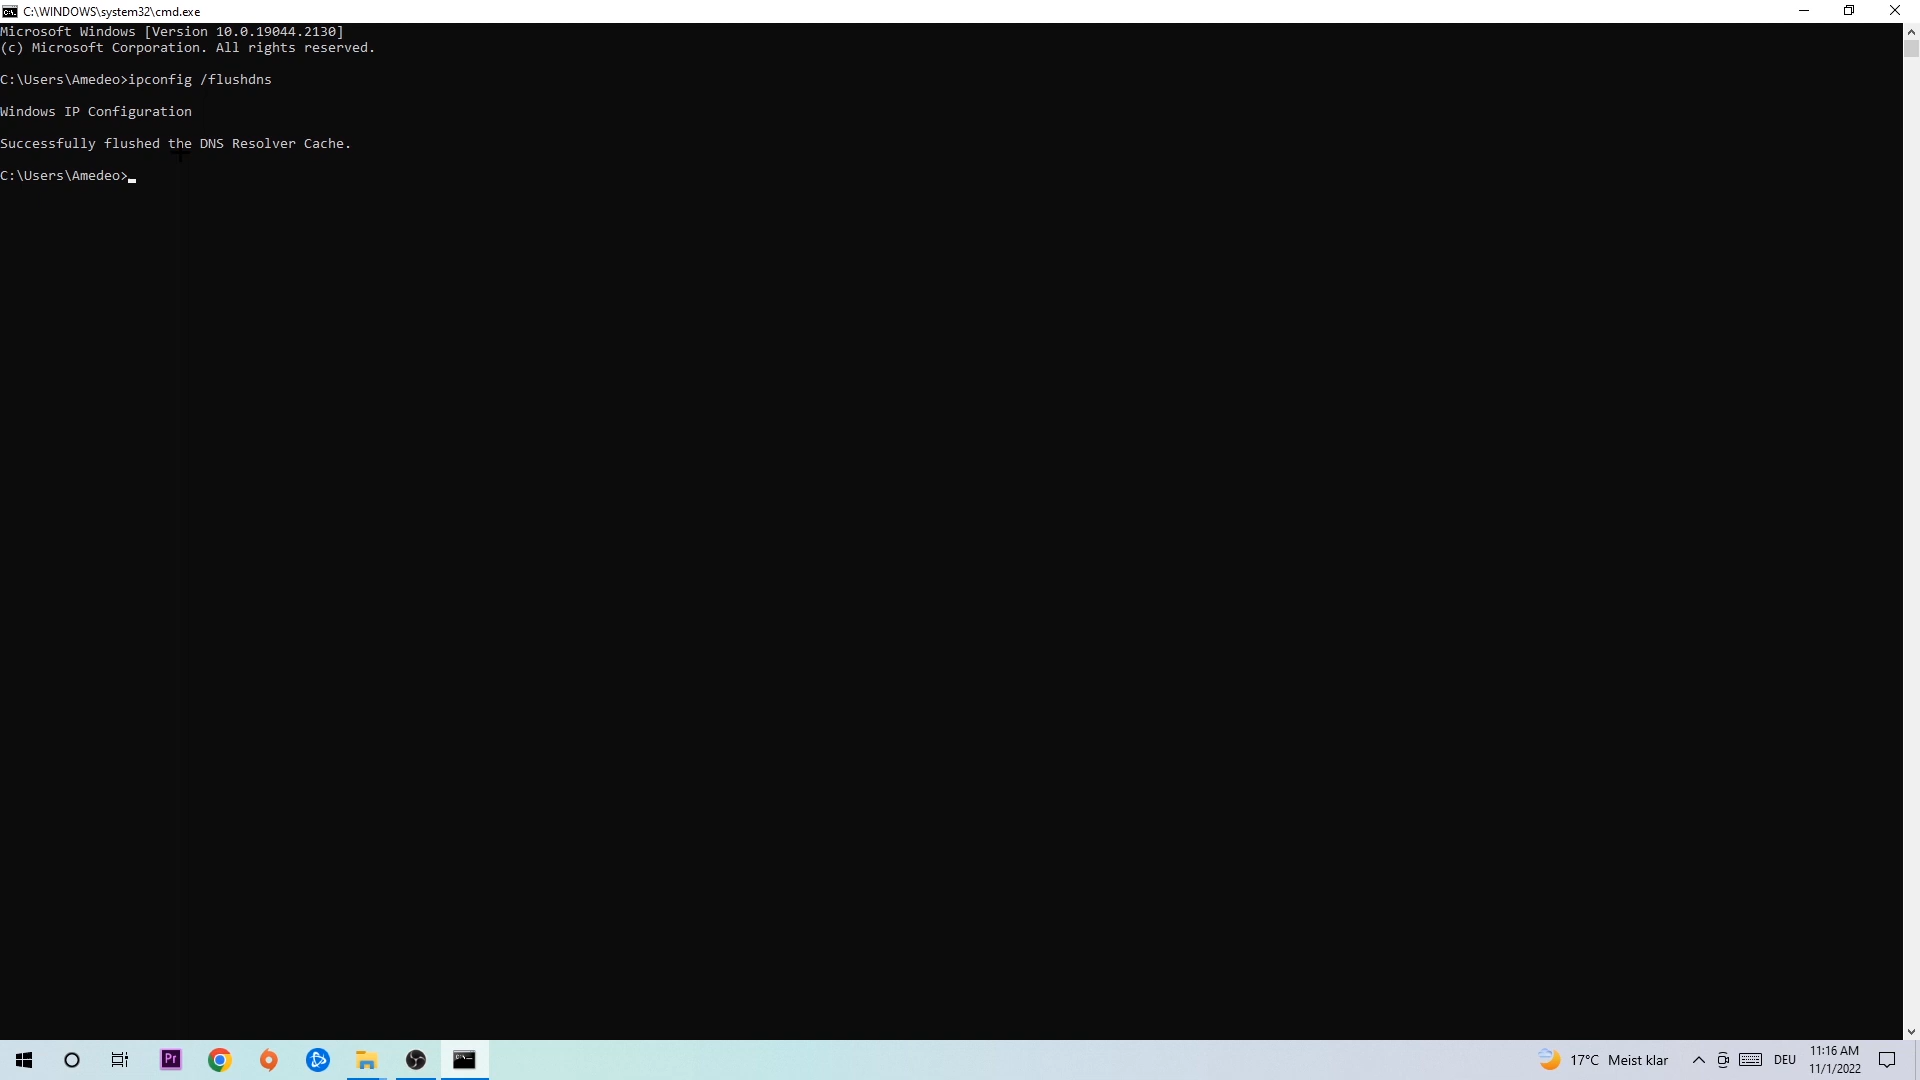 C:\WINDOWS\system32\cmd.exe
Microsoft Windows [Version 10.0.19044.2130]
(c) Microsoft Corporation. All rights reserved.
C:\Users\Amedeo>ipconfig /flushdns
Windows IP Configuration
Successfully flushed the DNS Resolver Cache.
C:\Users\Amedeo>
Pr
17°C Meist klar
DEU
11:16 AM
11/1/2022